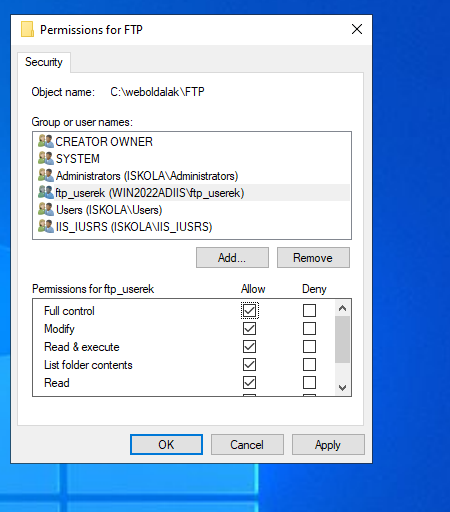 Permissions for FTP
Security
Object name: C:\weboldalak\FTP
Group or user names:
CREATOR OWNER
SYSTEM
Administrators (ISKOLA\Administrators)
ftp_userek (WIN2022ADIIS\ftp_userek)
Users (ISKOLA\Users)
IIS_IUSRS (ISKOLA\IIS_IUSRS)
Add... Remove
Permissions for ftp_userek Allow Deny
Full control
Modify
Read & execute
List folder contents
Read
OK Cancel Apply